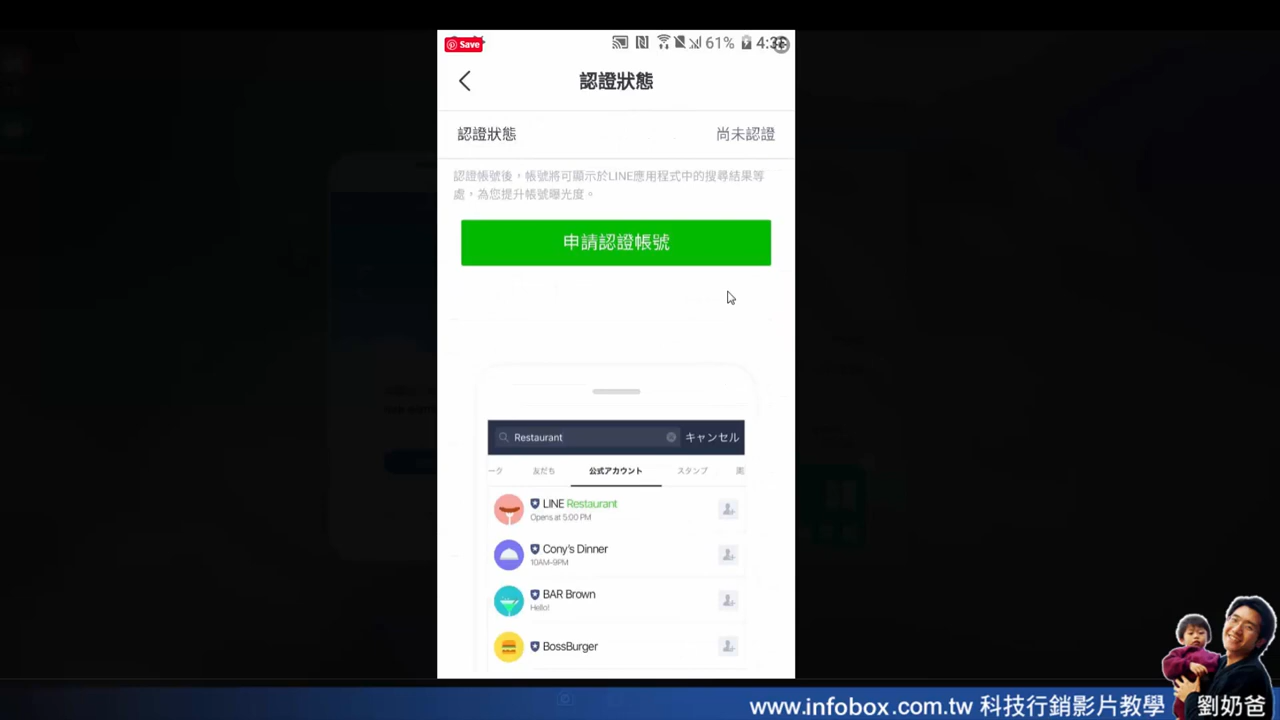 Save
61%
認證狀態
認證狀態
尚未認證
認證帳號後，帳號將可顯示於LINE應用程式中的搜尋結果等
處，為您提升帳號曝光度。
申請認證帳號
Restaurant
キャンセル
ーク
友だち
公式アカウント
スタンプ
LINE Restaurant
Opens at 5:00 PM
Cony's Dinner
10AM-9PM
BAR Brown
Hello!
BossBurger
www.infobox.com.tw 科技行銷影片教學
劉奶爸